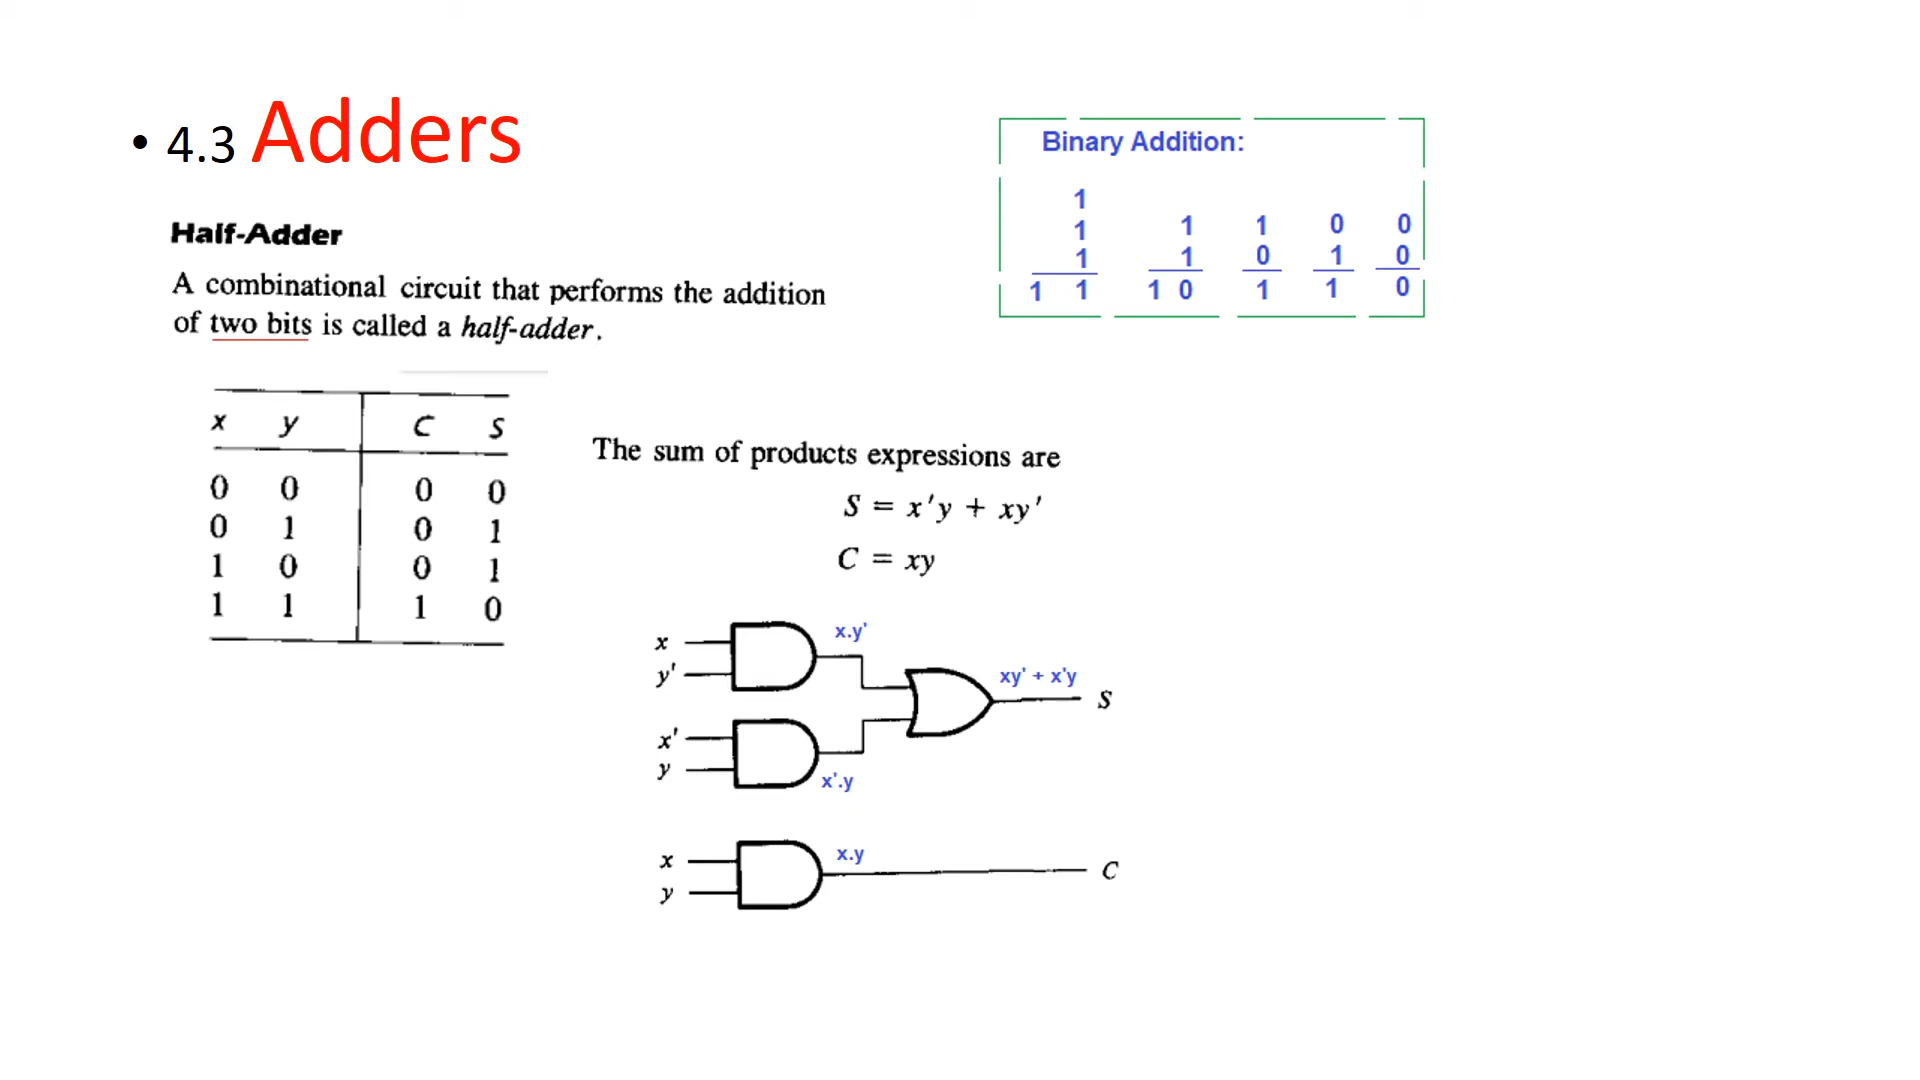 • 4.3 Adders
Half-Adder
A combinational circuit that performs the addition
of two bits is called a half-adder.
Binary Addition:
1
1 1 1 0 0
1 1 0 1 0
1 1 1 0 1 1 0
x y C S
0 0 0 0
0 1 0 1
1 0 0 1
1 1 1 0
The sum of products expressions are
S = x'y + xy'
C = xy
x x.y'
y' xy' + x'y
S
x'
y x'.y
x x.y
C
y